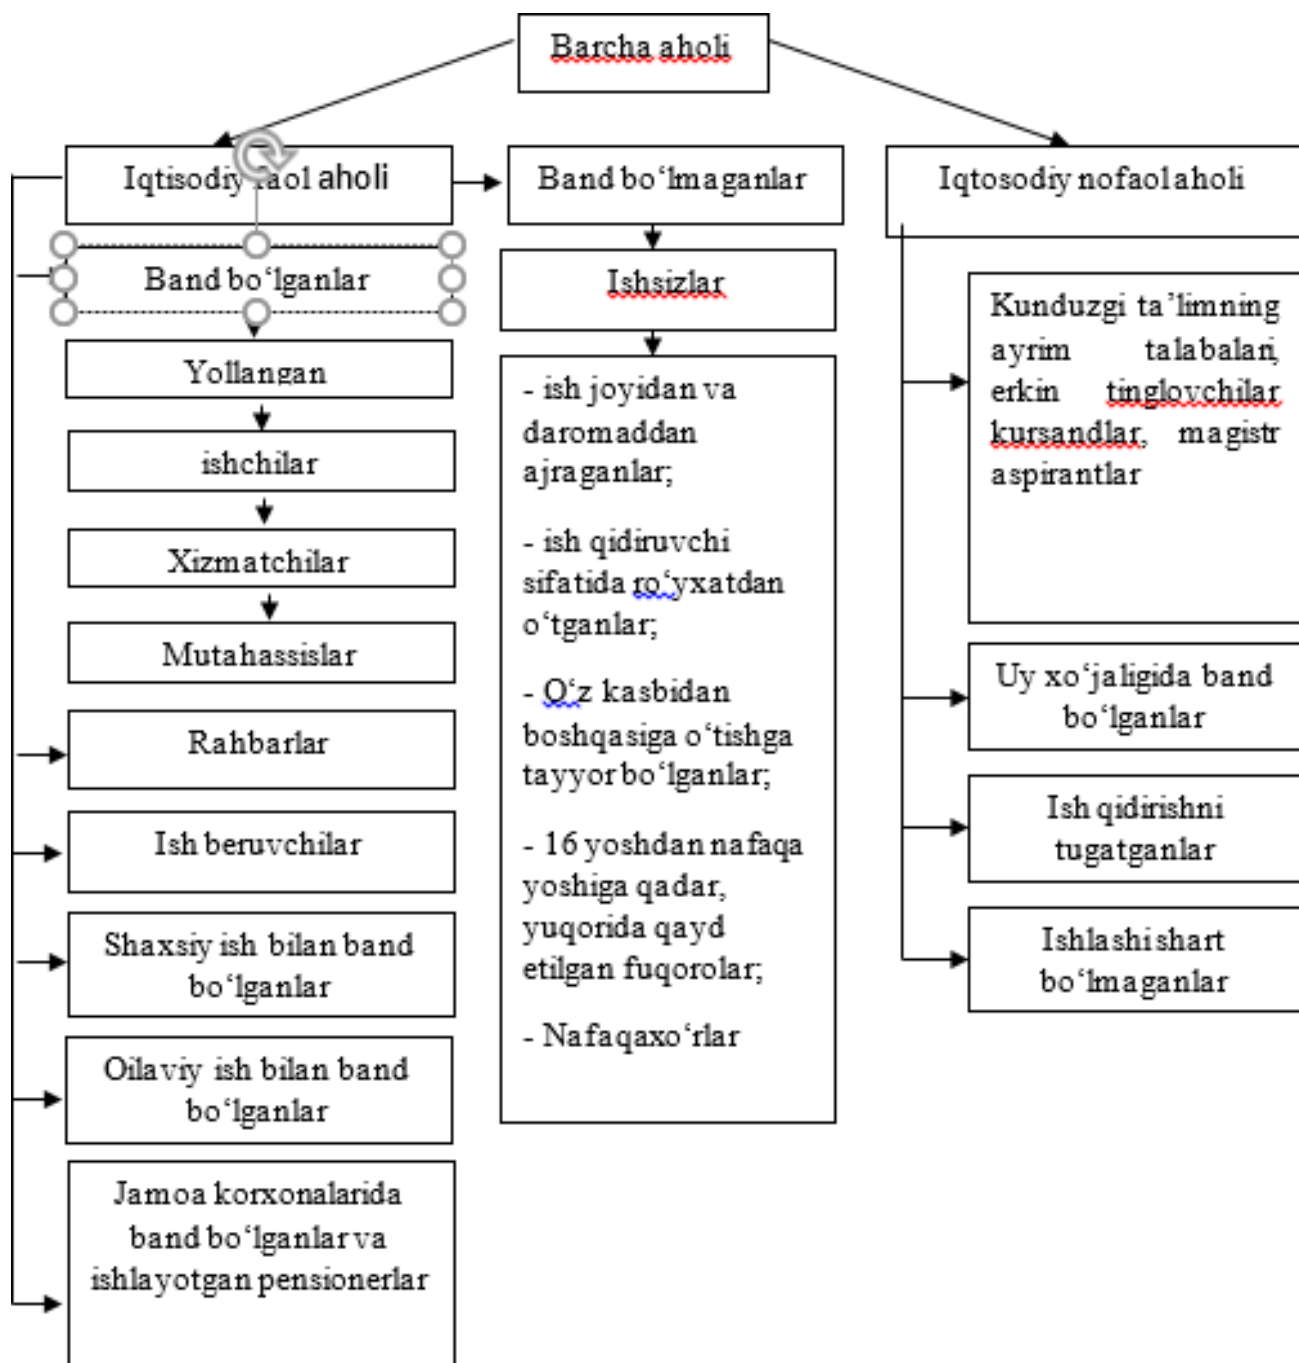 Barcha aholi
Iqtisodiy faol aholi
Band bo‘lganlar
Yollangan
ishchilar
Xizmatchilar
Mutahassislar
Rahbarlar
Ish beruvchilar
Shaxsiy ish bilan band
bo‘lganlar
Oilaviy ish bilan band
bo‘lganlar
Jamoa korxonalarida
band bo‘lganlar va
ishlayotgan pensionerlar
Band bo‘lmaganlar
Ishsizlar
- ish joyidan va
daromaddan
ajraganlar;
- ish qidiruvchi
sifatida ro‘yxatdan
o‘tganlar;
- O‘z kasbidan
boshqasiga o‘tishga
tayyor bo‘lganlar;
- 16 yoshdan nafaqa
yoshiga qadar,
yuqorida qayd
etilgan fuqorolar;
- Nafaqaxo‘rlar
Iqtosodiy nofaol aholi
Kunduzgi ta’limning
ayrim talabalari,
erkin tinglovchilar
kursandlar, magistr
aspirantlar
Uy xo‘jaligida band
bo‘lganlar
Ish qidirishni
tugatganlar
Ishlashi shart
bo‘lmaganlar